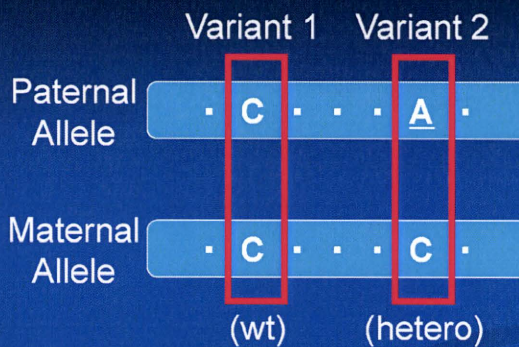 Variant 1 Variant 2
Paternal Allele · C · · · A ·
Maternal Allele · C · · · C ·
(wt) (hetero)